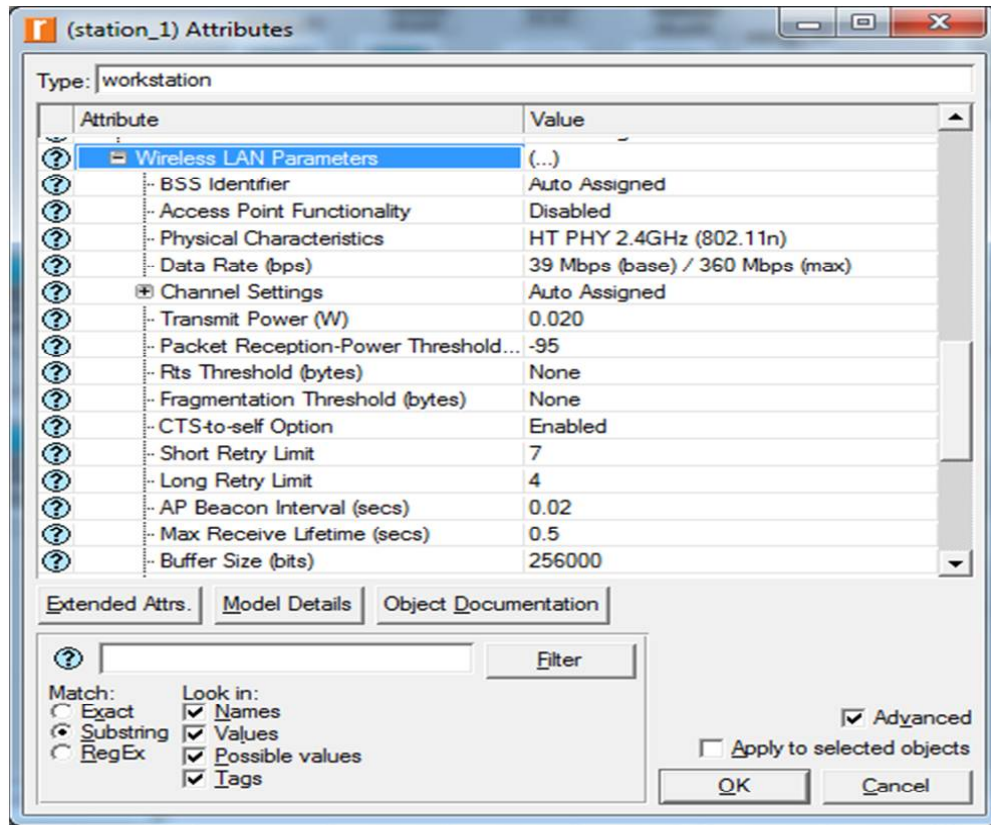 (station_1) Attributes
Type: workstation
Attribute Value
Wireless LAN Parameters (...)
BSS Identifier Auto Assigned
Access Point Functionality Disabled
Physical Characteristics HT PHY 2.4GHz (802.11n)
Data Rate (bps) 39 Mbps (base) / 360 Mbps (max)
Channel Settings Auto Assigned
Transmit Power (W) 0.020
Packet Reception-Power Threshold... -95
Rts Threshold (bytes) None
Fragmentation Threshold (bytes) None
CTS-to-self Option Enabled
Short Retry Limit 7
Long Retry Limit 4
AP Beacon Interval (secs) 0.02
Max Receive Lifetime (secs) 0.5
Buffer Size (bits) 256000
Extended Attrs. Model Details Object Documentation
Filter
Match: Look in:
Exact Names
Substring Values
RegEx Possible values
Tags
Advanced
Apply to selected objects
OK Cancel